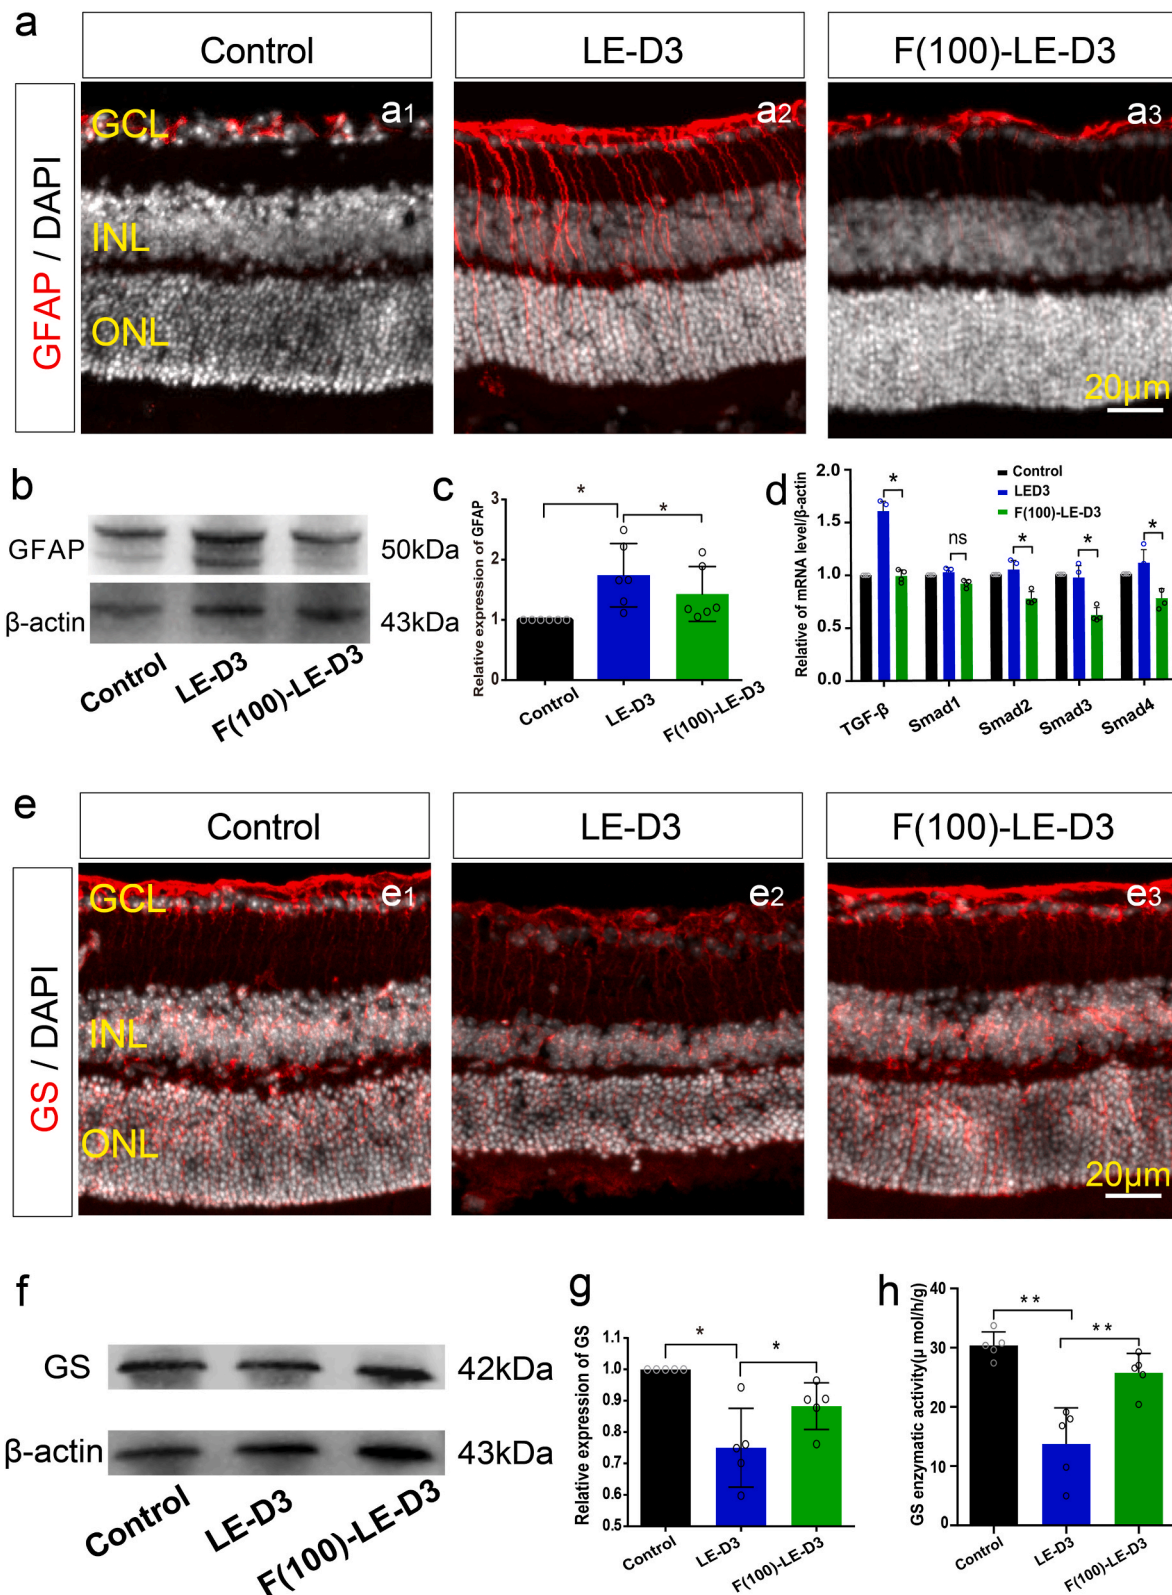 a
Control
LE-D3
F(100)-LE-D3
GFAP / DAPI
GCL
INL
ONL
a1
a2
a3
20μm
b
GFAP
50kDa
β-actin
43kDa
Control
LE-D3
F(100)-LE-D3
c
Relative expression of GFAP
3
2
1
0
*
*
Control
LE-D3
F(100)-LE-D3
d
Relative of mRNA level/β-actin
2.0
1.5
1.0
0.5
0.0
Control
LED3
F(100)-LE-D3
*
ns
*
*
*
TGF-β
Smad1
Smad2
Smad3
Smad4
e
Control
LE-D3
F(100)-LE-D3
GS / DAPI
GCL
INL
ONL
e1
e2
e3
20μm
f
GS
42kDa
β-actin
43kDa
Control
LE-D3
F(100)-LE-D3
g
Relative expression of GS
1.1
1.0
0.9
0.8
0.7
0.6
0.5
*
*
Control
LE-D3
F(100)-LE-D3
h
GS enzymatic activity(μ mol/h/g)
40
30
20
10
0
**
**
Control
LE-D3
F(100)-LE-D3